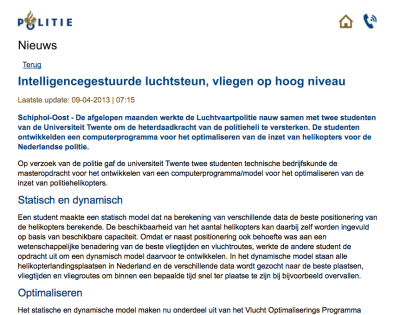 POLITIE
Nieuws
Terug
Intelligencegestuurde luchtsteun, vliegen op hoog niveau
Laatste update: 09-04-2013 | 07:15
Schiphol-Oost - De afgelopen maanden werkte de Luchtvaartpolitie nauw samen met twee studenten
van de Universiteit Twente om de heterdaadkracht van de politieheli te versterken. De studenten
ontwikkelden een computerprogramma voor het optimaliseren van de inzet van helikopters voor de
Nederlandse politie.
Op verzoek van de politie gaf de universiteit Twente twee studenten technische bedrijfskunde de
masteropdracht voor het ontwikkelen van een computerprogramma/model voor het optimaliseren van de
inzet van politiehelikopters.
Statisch en dynamisch
Een student maakte een statisch model dat na berekening van verschillende data de beste positionering van
de helikopters berekende. De beschikbaarheid van het aantal helikopters kan daarbij zelf worden ingevuld
op basis van beschikbare capaciteit. Omdat er naast positionering ook behoefte was aan een
wetenschappelijke benadering van de beste vliegtijden en vluchtroutes, werkte de andere student de
opdracht uit om een dynamisch model daarvoor te ontwikkelen. In het dynamische model staan alle
helikopterlandingsplaatsen in Nederland en de verschillende data wordt gezocht naar de beste plaatsen,
vliegtijden en vliegroutes om binnen een bepaalde tijd snel ter plaatse te zijn bij bijvoorbeeld overvallen.
Optimaliseren
Het statische en dynamische model maken nu onderdeel uit van het Vlucht Optimaliserings Programma